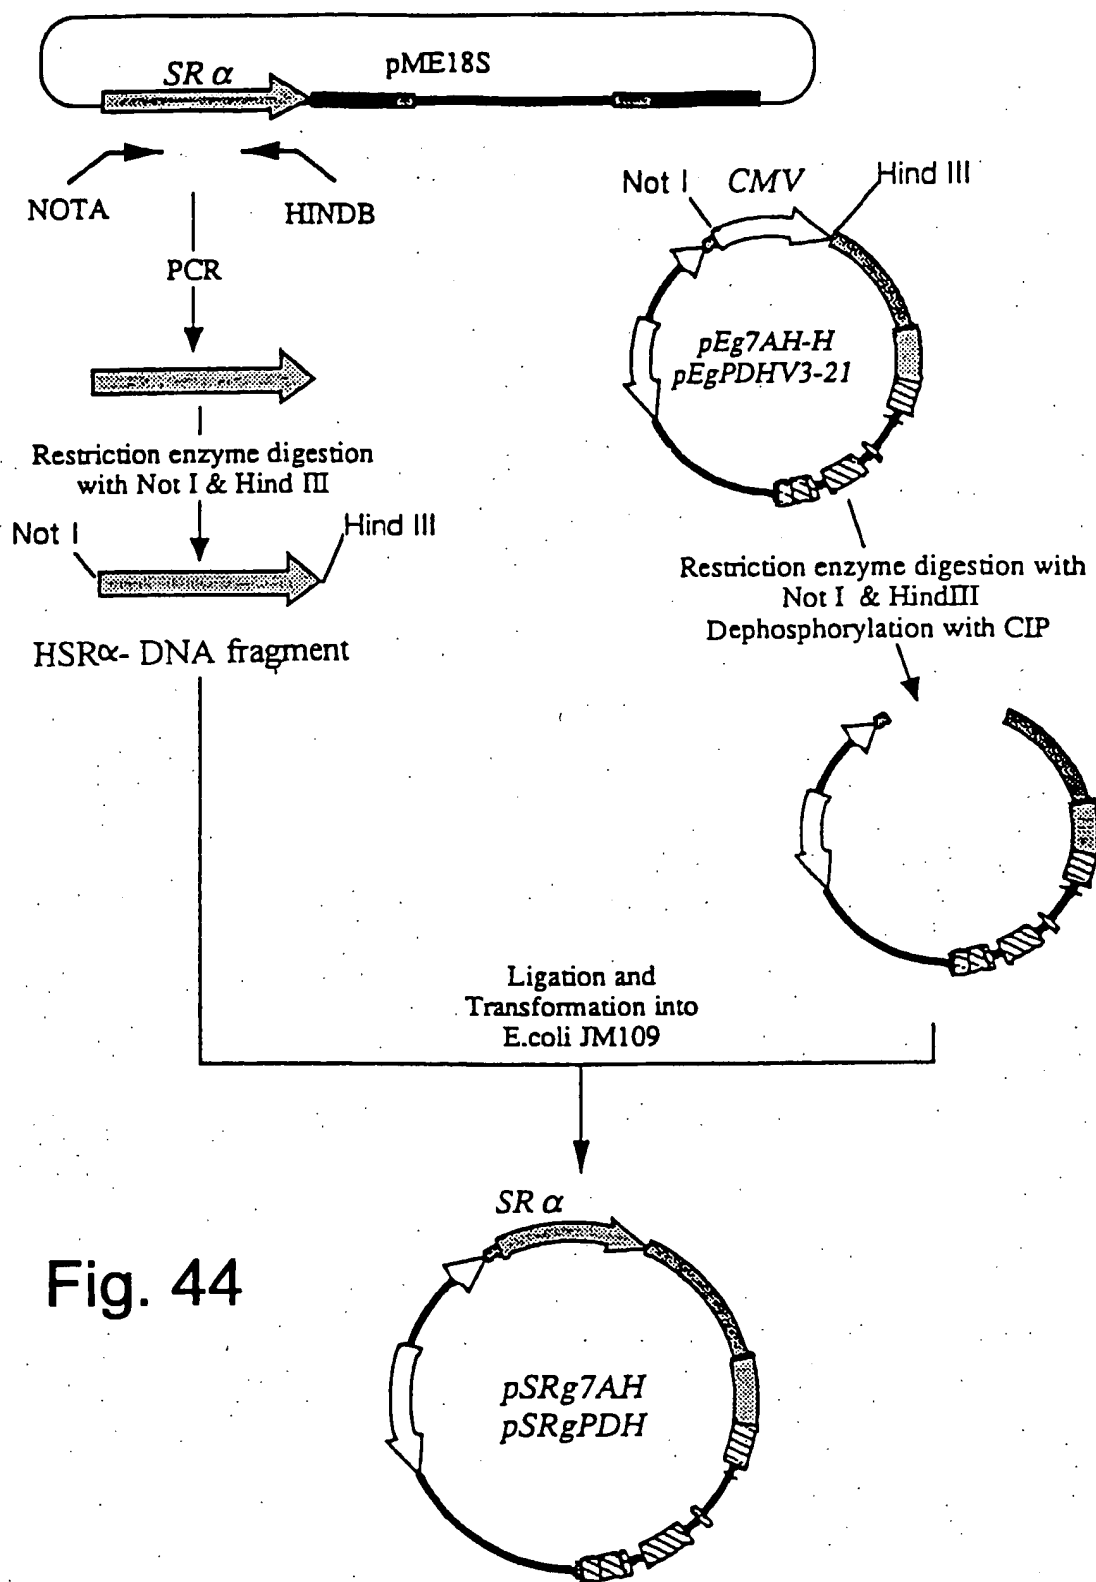 pME18S
SR α
NOTA
HINDB
PCR
Restriction enzyme digestion
with Not I & Hind III
Not I
Hind III
HSRα- DNA fragment
Not I
CMV
Hind III
pEg7AH-H
pEgPDHV3-21
Restriction enzyme digestion with
Not I & HindIII
Dephosphorylation with CIP
Ligation and
Transformation into
E.coli JM109
SR α
pSRg7AH
pSRgPDH
Fig. 44